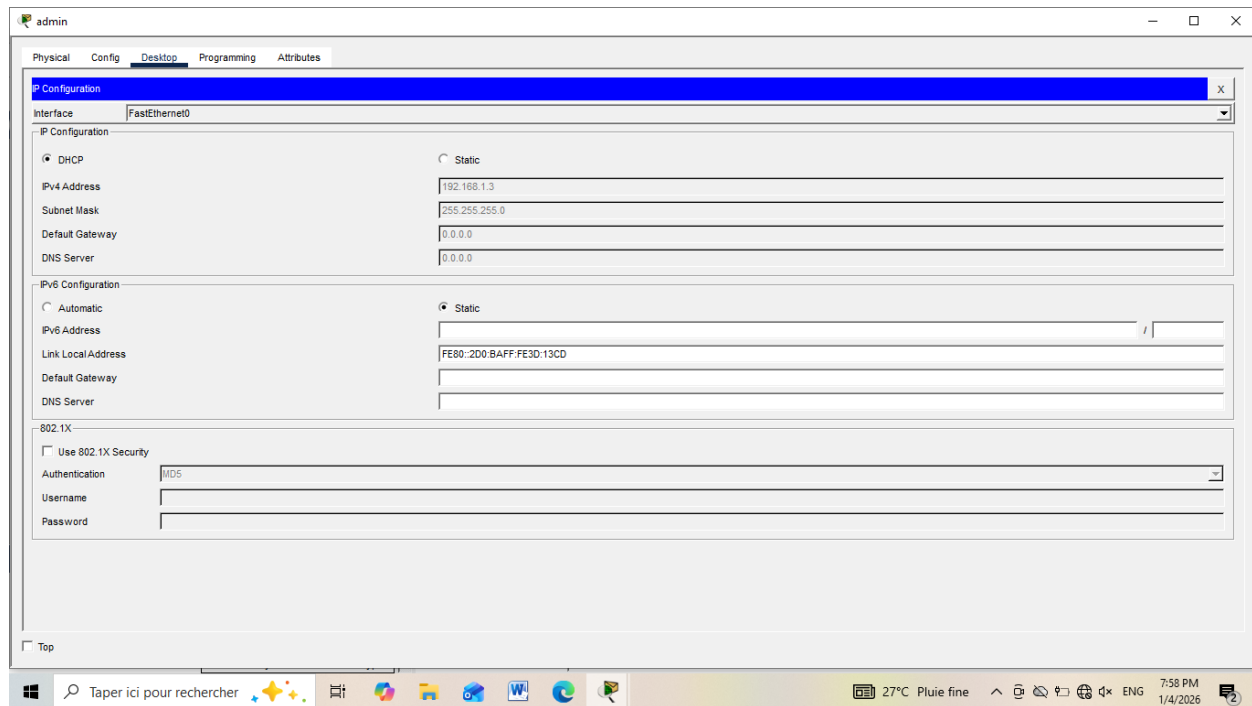 admin
Physical Config Desktop Programming Attributes
IP Configuration X
Interface FastEthernet0
IP Configuration
DHCP Static
IPv4 Address 192.168.1.3
Subnet Mask 255.255.255.0
Default Gateway 0.0.0.0
DNS Server 0.0.0.0
IPv6 Configuration
Automatic Static
IPv6 Address /
Link Local Address FE80::2D0:BAFF:FE3D:13CD
Default Gateway
DNS Server
802.1X
Use 802.1X Security
Authentication MD5
Username
Password
Top
Taper ici pour rechercher 27°C Pluie fine ENG 7:58 PM
1/4/2026 2